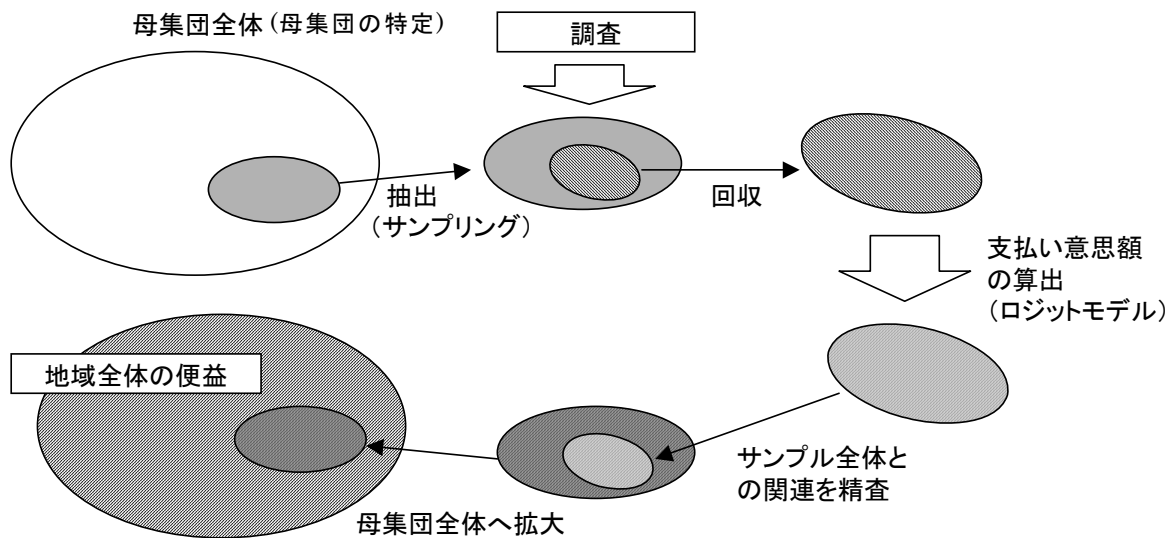 母集団全体(母集団の特定)
調査
抽出
(サンプリング)
回収
支払い意思額
の算出
(ロジットモデル)
地域全体の便益
サンプル全体と
の関連を精査
母集団全体へ拡大